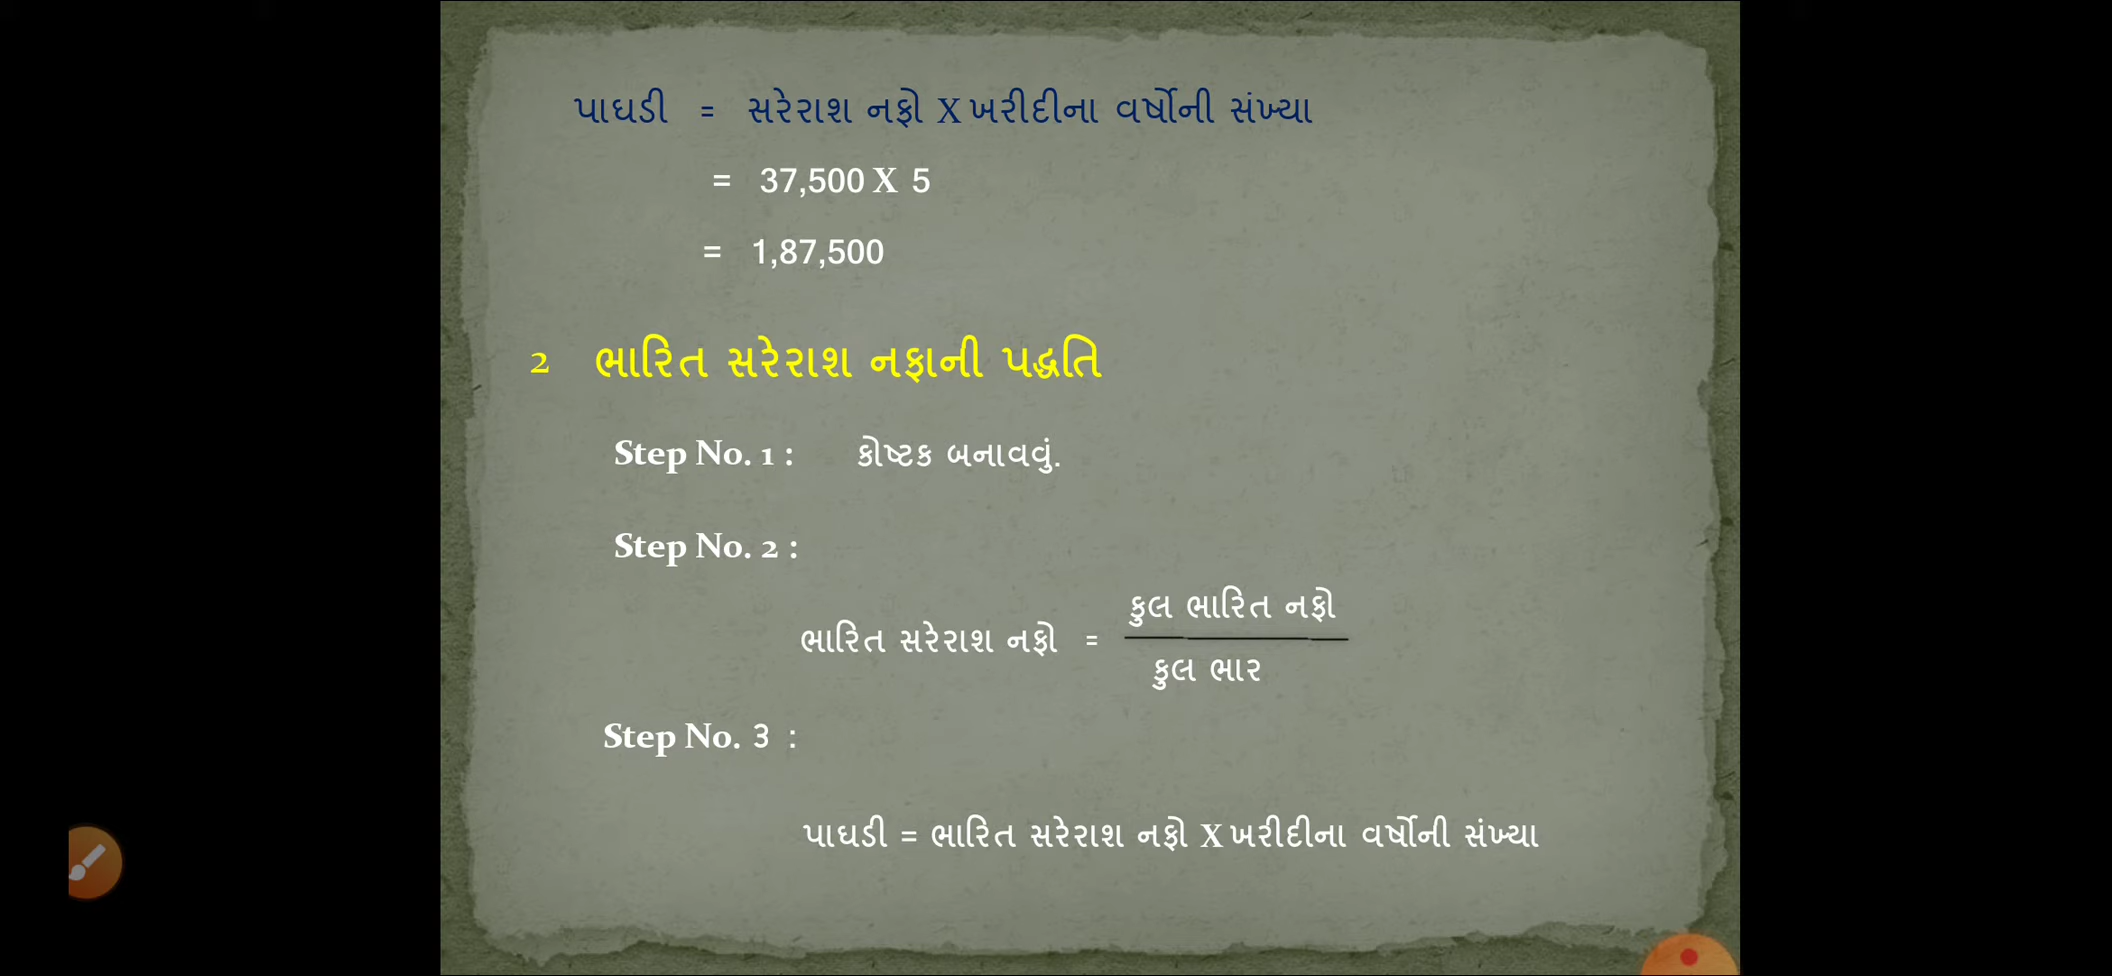 પાઘડી = સરેરાશ નફો X ખરીદીના વર્ષોની સંખ્યા
= 37,500 X 5
= 1,87,500
2 ભારિત સરેરાશ નફાની પદ્ધતિ
Step No. 1 : કોષ્ટક બનાવવું.
Step No. 2 :
ભારિત સરેરાશ નફો = કુલ ભારિત નફો
કુલ ભાર
Step No. 3 :
પાઘડી = ભારિત સરેરાશ નફો X ખરીદીના વર્ષોની સંખ્યા